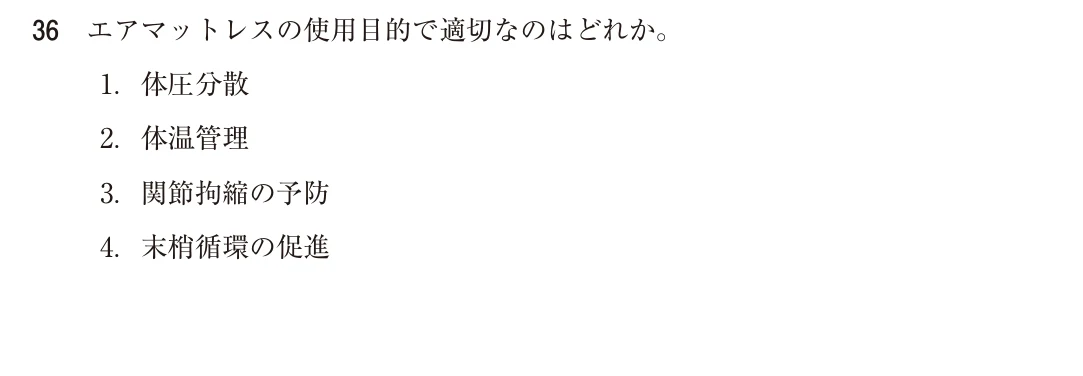 36 エアマットレスの使用目的で適切なのはどれか。
1. 体圧分散
2. 体温管理
3. 関節拘縮の予防
4. 末梢循環の促進